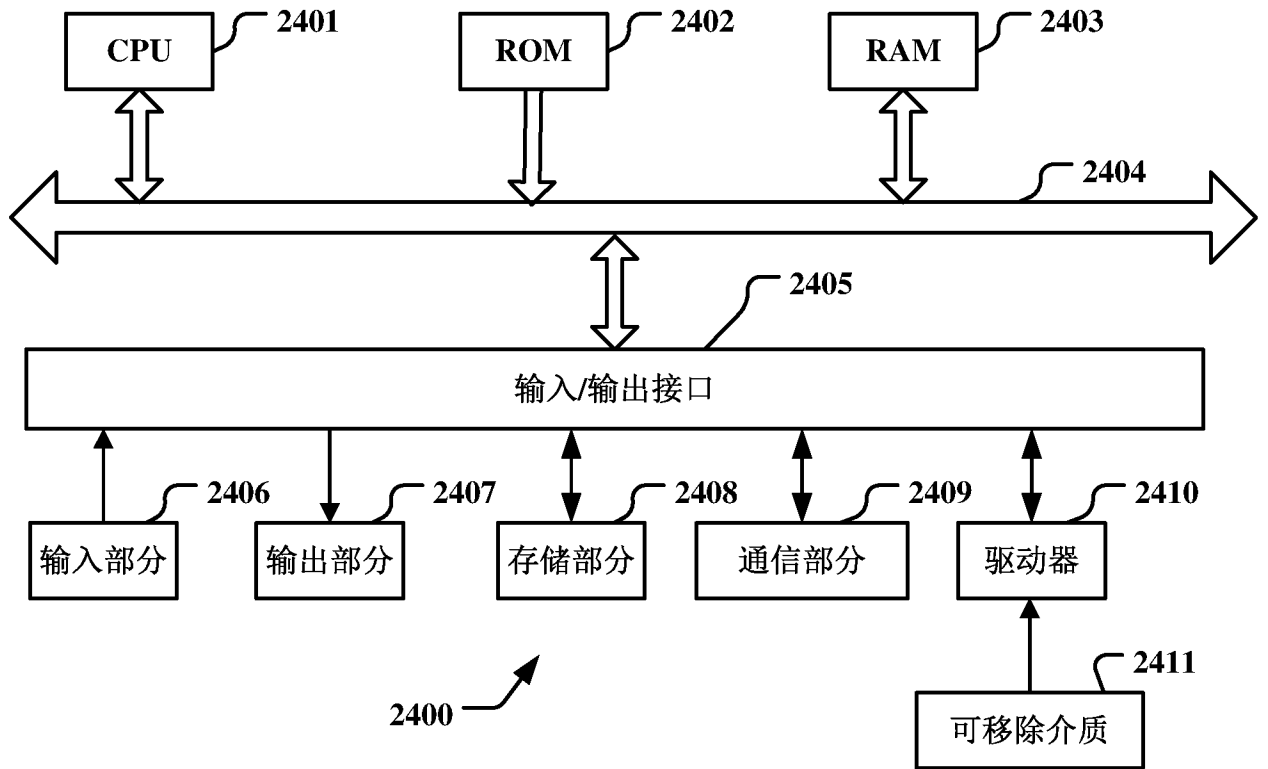 CPU
2401
ROM
2402
RAM
2403
2404
2405
输入/输出接口
2406
2407
2408
2409
2410
输入部分
输出部分
存储部分
通信部分
驱动器
2411
2400
可移除介质